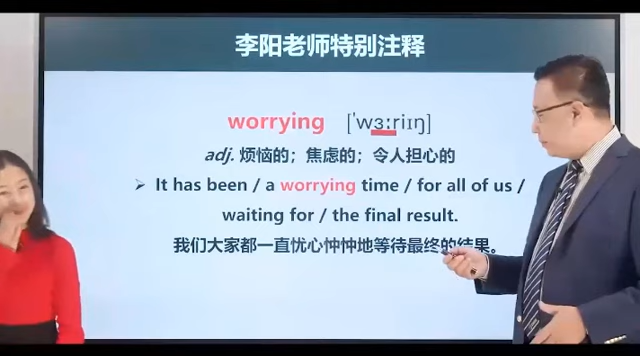 李阳老师特别注释
worrying [ˈwɜːriɪŋ]
adj. 烦恼的；焦虑的；令人担心的
➢ It has been / a worrying time / for all of us /
waiting for / the final result.
我们大家都一直忧心忡忡地等待最终的结果。